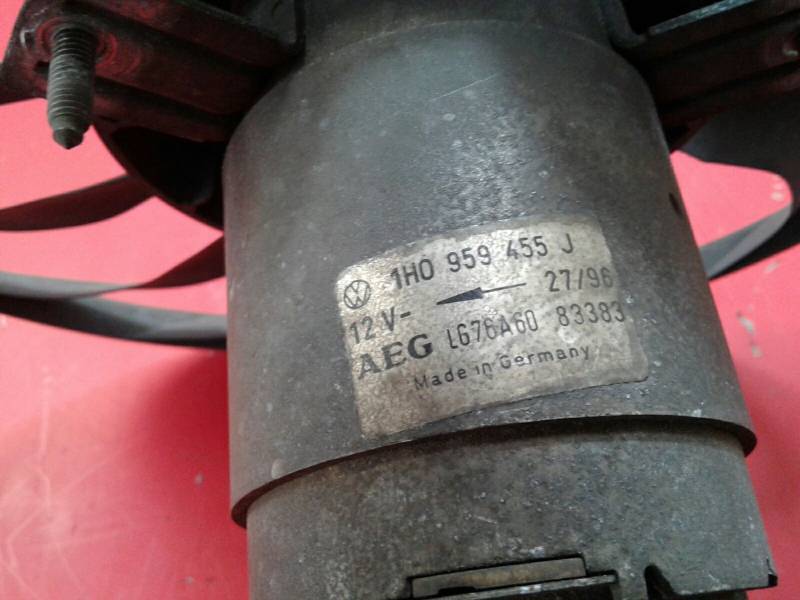 1H0 959 455 J
27/96
12V-
AEG LG76A60 83383
Made in Germany